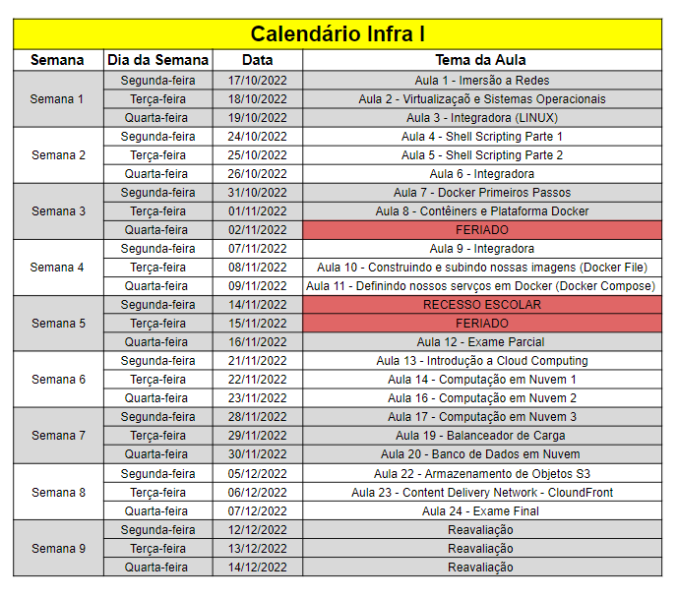 Calendário Infra I
Semana Dia da Semana Data Tema da Aula
Semana 1
Segunda-feira 17/10/2022 Aula 1 - Imersão a Redes
Terça-feira 18/10/2022 Aula 2 - Virtualizaçaõ e Sistemas Operacionais
Quarta-feira 19/10/2022 Aula 3 - Integradora (LINUX)
Semana 2
Segunda-feira 24/10/2022 Aula 4 - Shell Scripting Parte 1
Terça-feira 25/10/2022 Aula 5 - Shell Scripting Parte 2
Quarta-feira 26/10/2022 Aula 6 - Integradora
Semana 3
Segunda-feira 31/10/2022 Aula 7 - Docker Primeiros Passos
Terça-feira 01/11/2022 Aula 8 - Contêiners e Plataforma Docker
Quarta-feira 02/11/2022 FERIADO
Semana 4
Segunda-feira 07/11/2022 Aula 9 - Integradora
Terça-feira 08/11/2022 Aula 10 - Construindo e subindo nossas imagens (Docker File)
Quarta-feira 09/11/2022 Aula 11 - Definindo nossos servços em Docker (Docker Compose)
Semana 5
Segunda-feira 14/11/2022 RECESSO ESCOLAR
Terça-feira 15/11/2022 FERIADO
Quarta-feira 16/11/2022 Aula 12 - Exame Parcial
Semana 6
Segunda-feira 21/11/2022 Aula 13 - Introdução a Cloud Computing
Terça-feira 22/11/2022 Aula 14 - Computação em Nuvem 1
Quarta-feira 23/11/2022 Aula 16 - Computação em Nuvem 2
Semana 7
Segunda-feira 28/11/2022 Aula 17 - Computação em Nuvem 3
Terça-feira 29/11/2022 Aula 19 - Balanceador de Carga
Quarta-feira 30/11/2022 Aula 20 - Banco de Dados em Nuvem
Semana 8
Segunda-feira 05/12/2022 Aula 22 - Armazenamento de Objetos S3
Terça-feira 06/12/2022 Aula 23 - Content Delivery Network - CloundFront
Quarta-feira 07/12/2022 Aula 24 - Exame Final
Semana 9
Segunda-feira 12/12/2022 Reavaliação
Terça-feira 13/12/2022 Reavaliação
Quarta-feira 14/12/2022 Reavaliação